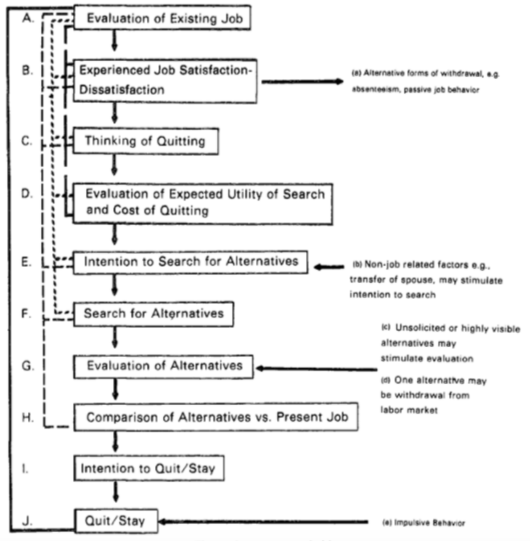 A. Evaluation of Existing Job
B. Experienced Job Satisfaction-
Dissatisfaction
(a) Alternative forms of withdrawal, e.g.
absenteeism, passive job behavior
C. Thinking of Quitting
D. Evaluation of Expected Utility of Search
and Cost of Quitting
E. Intention to Search for Alternatives
(b) Non-job related factors e.g.,
transfer of spouse, may stimulate
intention to search
F. Search for Alternatives
(c) Unsolicited or highly visible
alternatives may
stimulate evaluation
G. Evaluation of Alternatives
(d) One alternative may
be withdrawal from
labor market
H. Comparison of Alternatives vs. Present Job
I. Intention to Quit/Stay
J. Quit/Stay
(e) Impulsive Behavior